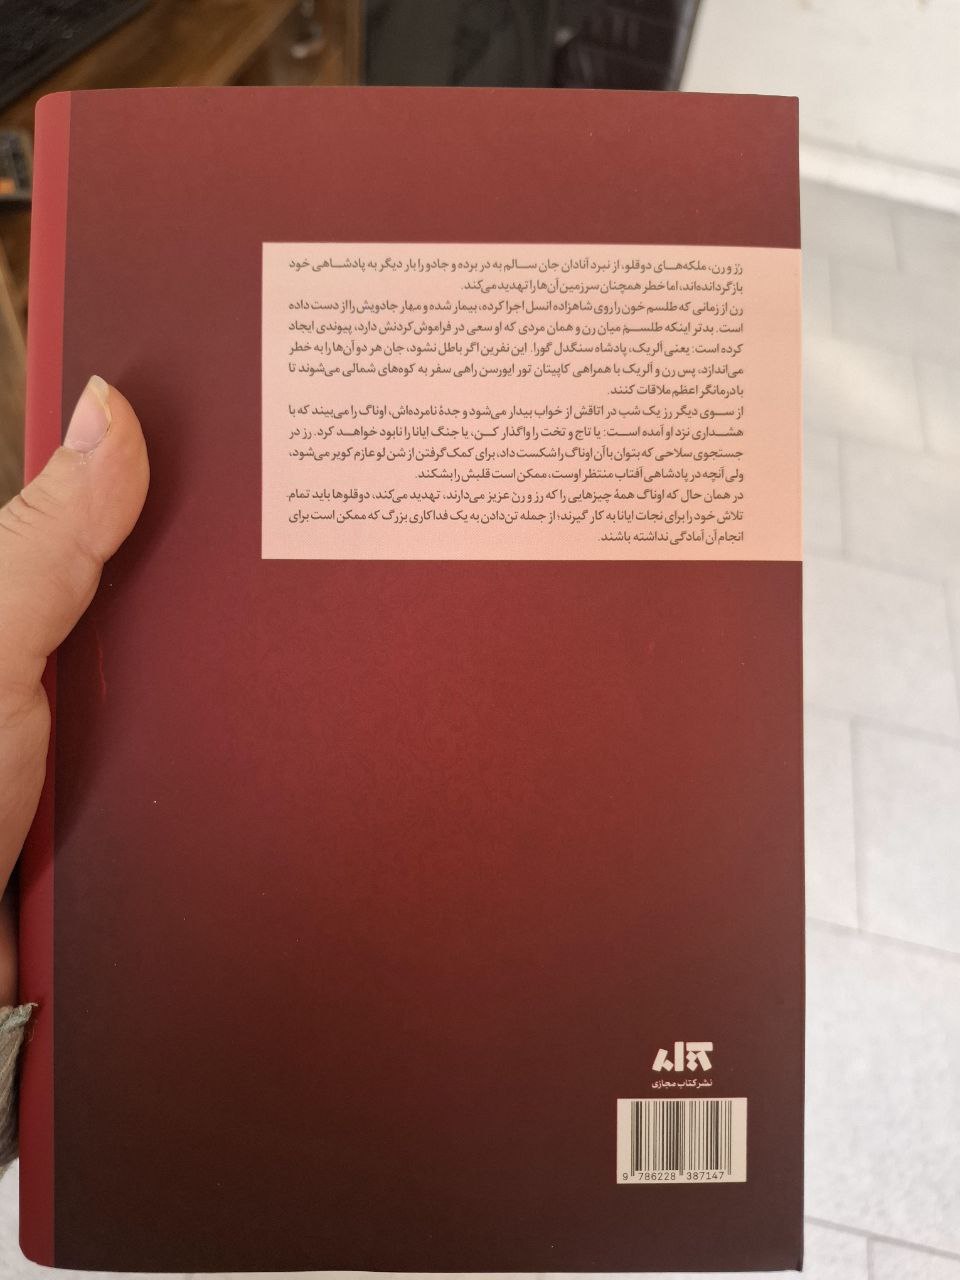 رز و رن، ملکه‌های دوقلو، از نبرد آنادان جان سالم به در برده و جادو را بار دیگر به پادشاهی خود
بازگردانده‌اند، اما خطر همچنان سرزمین آن‌ها را تهدید می‌کند.
رن از زمانی که طلسم خون را روی شاهزاده انسل اجرا کرده، بیمار شده و مهار جادویش را از دست داده
است. بدتر اینکه طلسم میان رن و همان مردی که او سعی در فراموش‌کردنش دارد، پیوندی ایجاد
کرده است: یعنی آلریک، پادشاه سنگدل گورا. این نفرین اگر باطل نشود، جان هر دو آن‌ها را به خطر
می‌اندازد، پس رن و آلریک با همراهی کاپیتان تور ایورسن راهی سفر به کوه‌های شمالی می‌شوند تا
با درمانگر اعظم ملاقات کنند.
از سوی دیگر رز یک شب در اتاقش از خواب بیدار می‌شود و جدهٔ نامرده‌اش، اوناگ را می‌بیند که با
هشداری نزد او آمده است: یا تاج و تخت را واگذار کن، یا جنگ ایانا را نابود خواهد کرد. رز در
جستجوی سلاحی که بتوان با آن اوناگ را شکست داد، برای کمک گرفتن از شن لو عازم کویر می‌شود،
ولی آنچه در پادشاهی آفتاب منتظر اوست، ممکن است قلبش را بشکند.
در همان حال که اوناگ همهٔ چیزهایی را که رز و رن عزیز می‌دارند، تهدید می‌کند، دوقلوها باید تمام
تلاش خود را برای نجات ایانا به کار گیرند؛ از جمله تن‌دادن به یک فداکاری بزرگ که ممکن است برای
انجام آن آمادگی نداشته باشند.
نشر کتاب مجازی
9 786228 387147